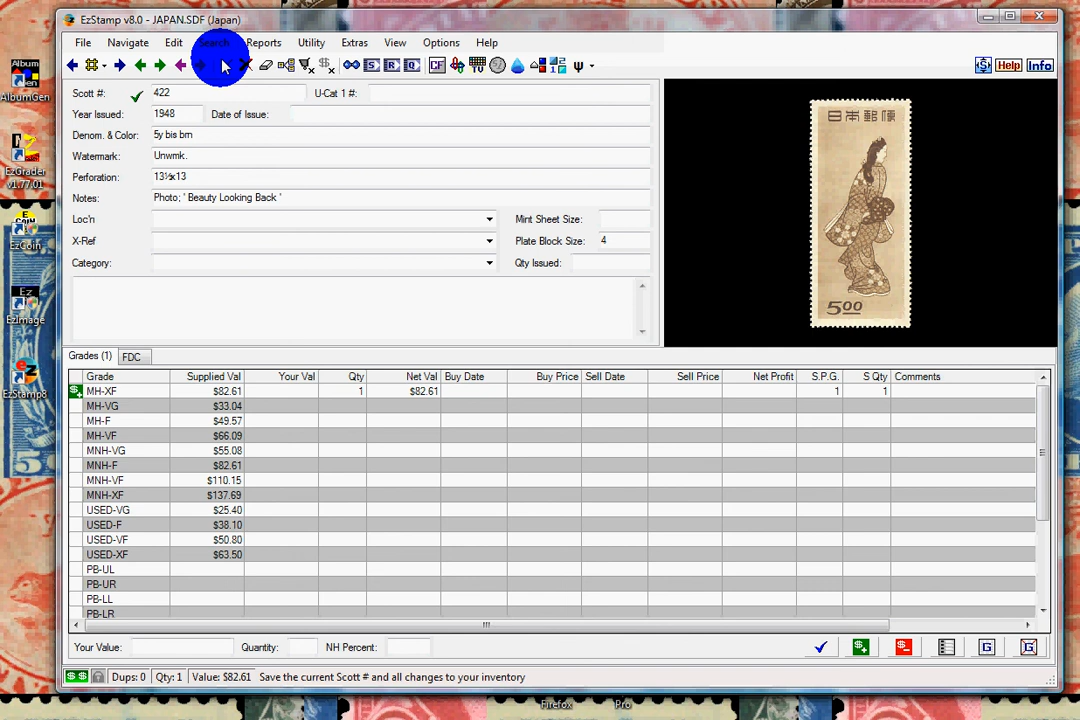 EzStamp v8.0 - JAPAN.SDF (Japan)
File Navigate Edit Search Reports Utility Extras View Options Help
S R Q CF TV Help Info
Scott #: 422 U-Cat 1 #:
Year Issued: 1948 Date of Issue:
Denom. & Color: 5y bis brn
Watermark: Unwmk.
Perforation: 13½x13
Notes: Photo; ' Beauty Looking Back '
Loc'n Mint Sheet Size:
X-Ref Plate Block Size: 4
Category: Qty Issued:
日本郵便
500
Grades (1) FDC
Grade Supplied Val Your Val Qty Net Val Buy Date Buy Price Sell Date Sell Price Net Profit S.P.G. S Qty Comments
MH-XF $82.61 1 $82.61 1 1
MH-VG $33.04
MH-F $49.57
MH-VF $66.09
MNH-VG $55.08
MNH-F $82.61
MNH-VF $110.15
MNH-XF $137.69
USED-VG $25.40
USED-F $38.10
USED-VF $50.80
USED-XF $63.50
PB-UL
PB-UR
PB-LL
PB-LR
Your Value: Quantity: NH Percent:
Dups: 0 Qty: 1 Value: $82.61 Save the current Scott # and all changes to your inventory
Album
AlbumGen
EzGrader
v1.77.01
EzCoin
Ez
EzImage
EzStamp8
Firefox
Pro